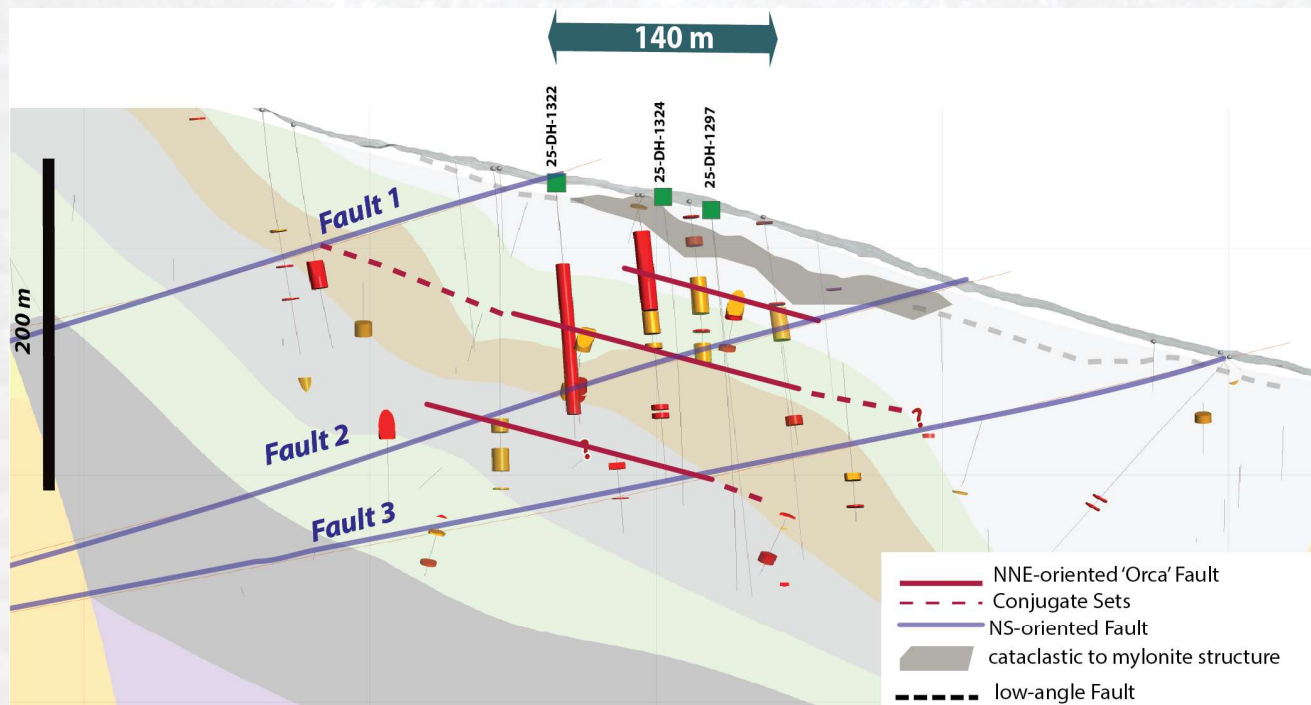 140 m
25-DH-1322
25-DH-1324
25-DH-1297
Fault 1
200 m
Fault 2
?
?
Fault 3
NNE-oriented 'Orca' Fault
Conjugate Sets
NS-oriented Fault
cataclastic to mylonite structure
low-angle Fault